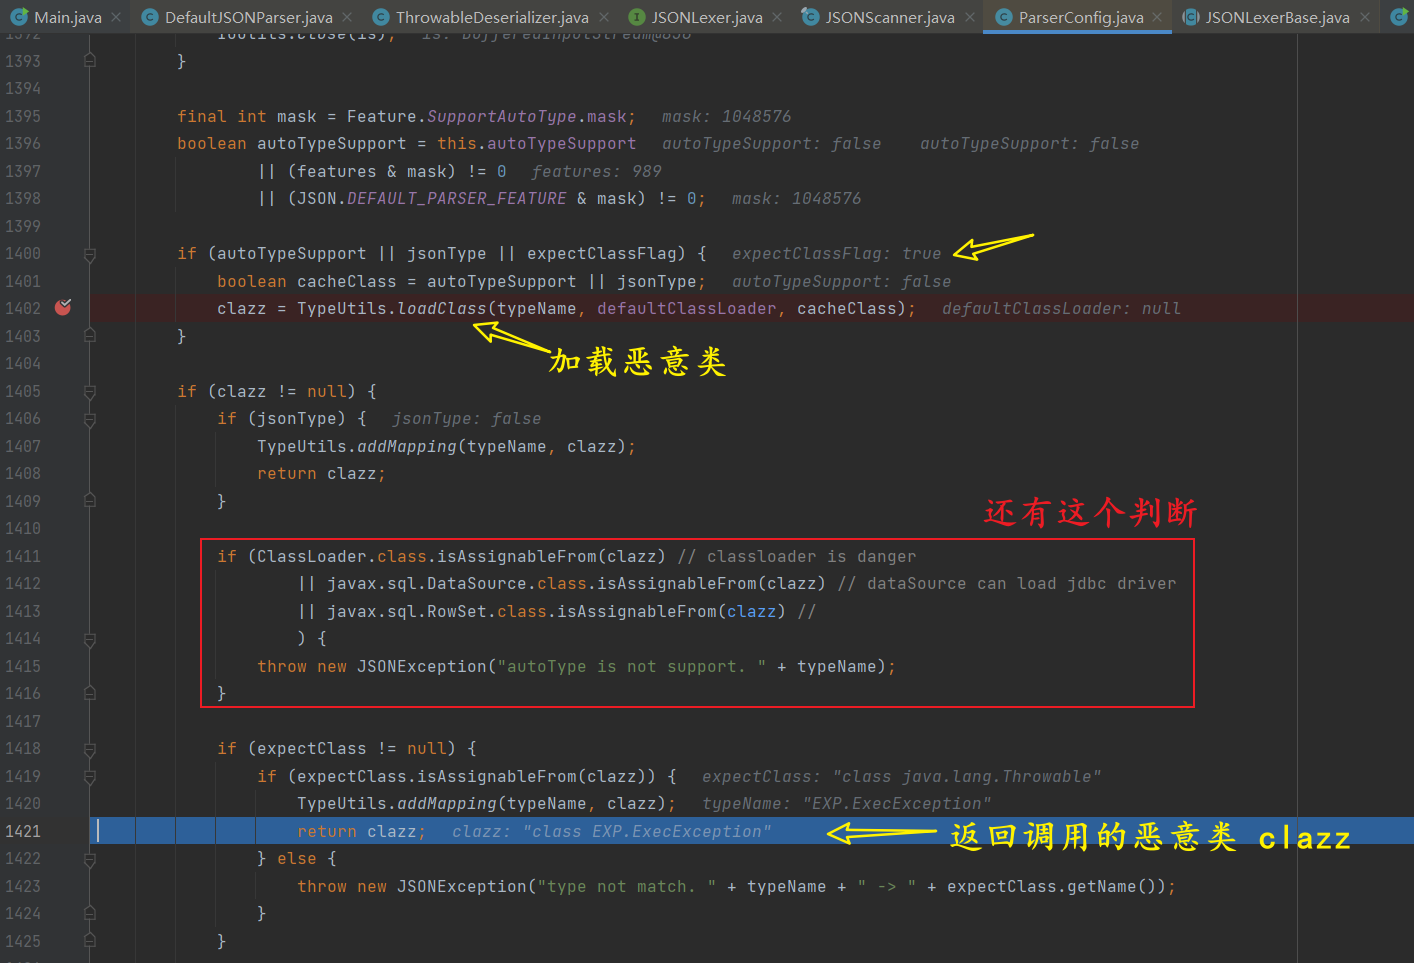 Main.java DefaultJSONParser.java ThrowableDeserializer.java JSONLexer.java JSONScanner.java ParserConfig.java JSONLexerBase.java
1392 IOUtils.close(is); is: BufferedInputStream@898
1393 }
1394
1395 final int mask = Feature.SupportAutoType.mask; mask: 1048576
1396 boolean autoTypeSupport = this.autoTypeSupport autoTypeSupport: false autoTypeSupport: false
1397 || (features & mask) != 0 features: 989
1398 || (JSON.DEFAULT_PARSER_FEATURE & mask) != 0; mask: 1048576
1399
1400 if (autoTypeSupport || jsonType || expectClassFlag) { expectClassFlag: true
1401 boolean cacheClass = autoTypeSupport || jsonType; autoTypeSupport: false
1402 clazz = TypeUtils.loadClass(typeName, defaultClassLoader, cacheClass); defaultClassLoader: null
1403 }
加载恶意类
1404
1405 if (clazz != null) {
1406 if (jsonType) { jsonType: false
1407 TypeUtils.addMapping(typeName, clazz);
1408 return clazz;
1409 }
还有这个判断
1410
1411 if (ClassLoader.class.isAssignableFrom(clazz) // classloader is danger
1412 || javax.sql.DataSource.class.isAssignableFrom(clazz) // dataSource can load jdbc driver
1413 || javax.sql.RowSet.class.isAssignableFrom(clazz) //
1414 ) {
1415 throw new JSONException("autoType is not support. " + typeName);
1416 }
1417
1418 if (expectClass != null) {
1419 if (expectClass.isAssignableFrom(clazz)) { expectClass: "class java.lang.Throwable"
1420 TypeUtils.addMapping(typeName, clazz); typeName: "EXP.ExecException"
1421 return clazz; clazz: "class EXP.ExecException" 返回调用的恶意类 clazz
1422 } else {
1423 throw new JSONException("type not match. " + typeName + " -> " + expectClass.getName());
1424 }
1425 }